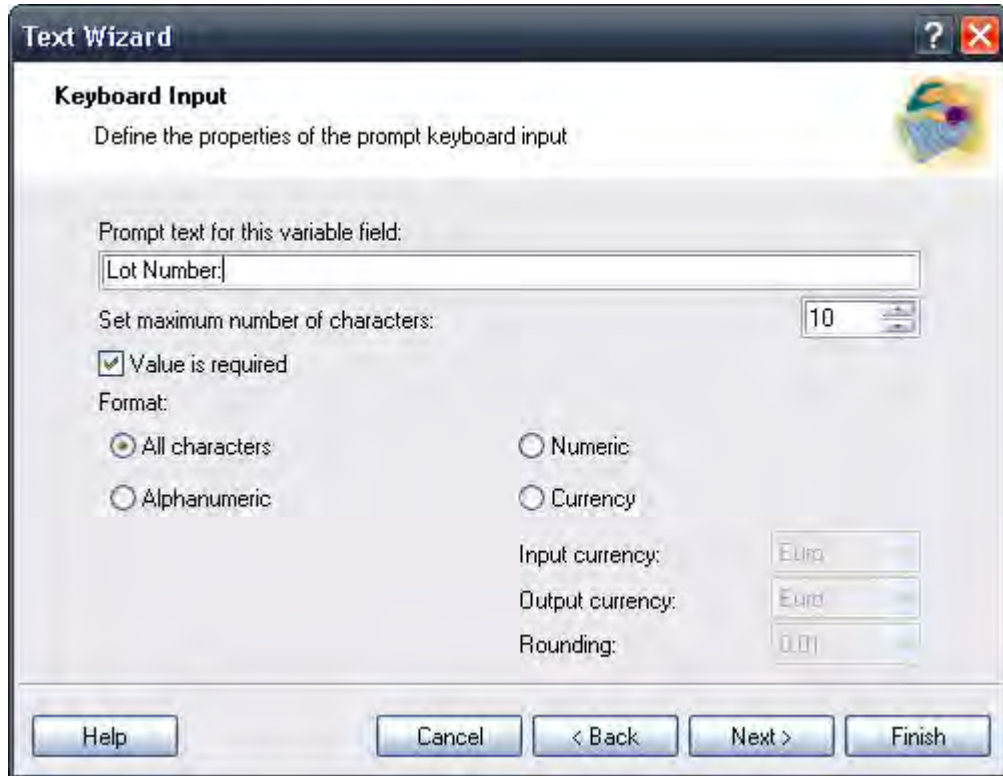 Text Wizard
?
Keyboard Input
Define the properties of the prompt keyboard input
Prompt text for this variable field:
Lot Number:
Set maximum number of characters: 10
Value is required
Format:
All characters Numeric
Alphanumeric Currency
Input currency: Euro
Output currency: Euro
Rounding: 0.01
Help Cancel < Back Next > Finish